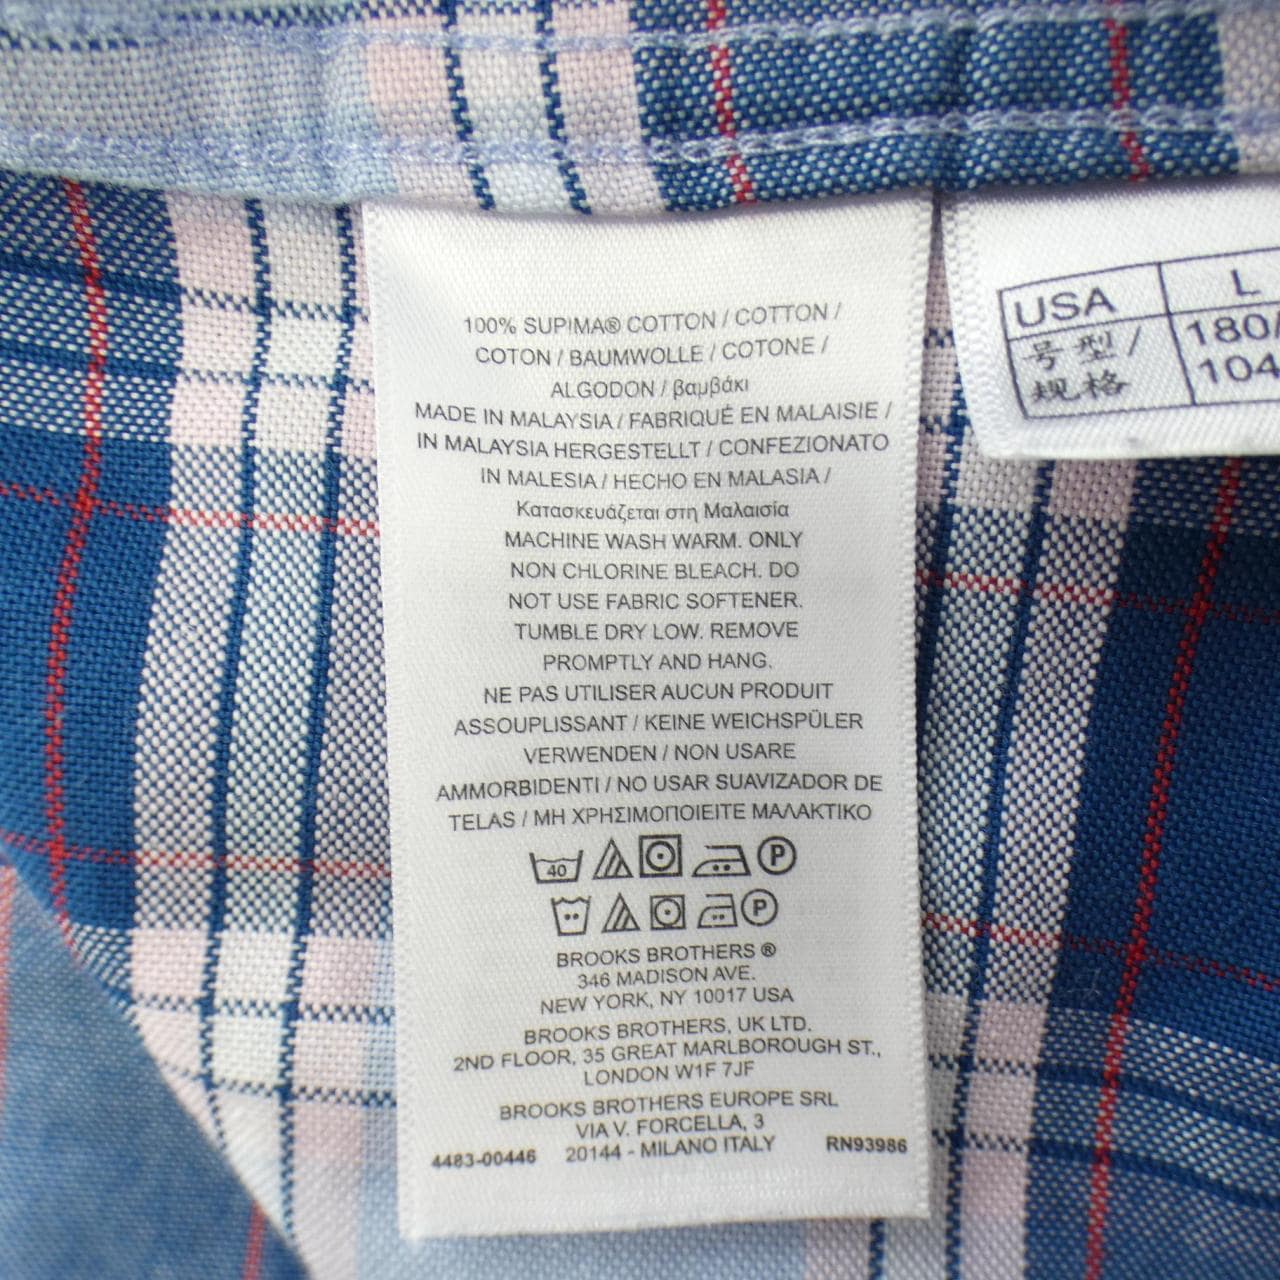 100% SUPIMA® COTTON / COTTON /
COTON / BAUMWOLLE / COTONE /
ALGODON / βαμβάκι
MADE IN MALAYSIA / FABRIQUÉ EN MALAISIE /
IN MALAYSIA HERGESTELLT / CONFEZIONATO
IN MALESIA / HECHO EN MALASIA /
Κατασκευάζεται στη Μαλαισία
MACHINE WASH WARM. ONLY
NON CHLORINE BLEACH. DO
NOT USE FABRIC SOFTENER.
TUMBLE DRY LOW. REMOVE
PROMPTLY AND HANG.
NE PAS UTILISER AUCUN PRODUIT
ASSOUPLISSANT / KEINE WEICHSPÜLER
VERWENDEN / NON USARE
AMMORBIDENTI / NO USAR SUAVIZADOR DE
TELAS / ΜΗ ΧΡΗΣΙΜΟΠΟΙΕΙΤΕ ΜΑΛΑΚΤΙΚΟ
40 P
P
BROOKS BROTHERS ®
346 MADISON AVE.
NEW YORK, NY 10017 USA
BROOKS BROTHERS, UK LTD.
2ND FLOOR, 35 GREAT MARLBOROUGH ST.,
LONDON W1F 7JF
BROOKS BROTHERS EUROPE SRL
VIA V. FORCELLA, 3
4483-00446 20144 - MILANO ITALY RN93986
USA L
号型/ 180/
规格 104